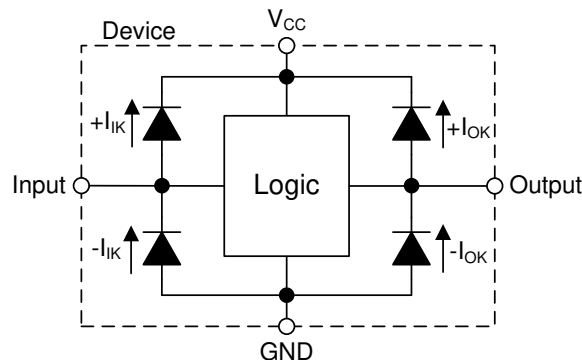 Device
V_CC
+I_IK
+I_OK
Input
Logic
Output
-I_IK
-I_OK
GND